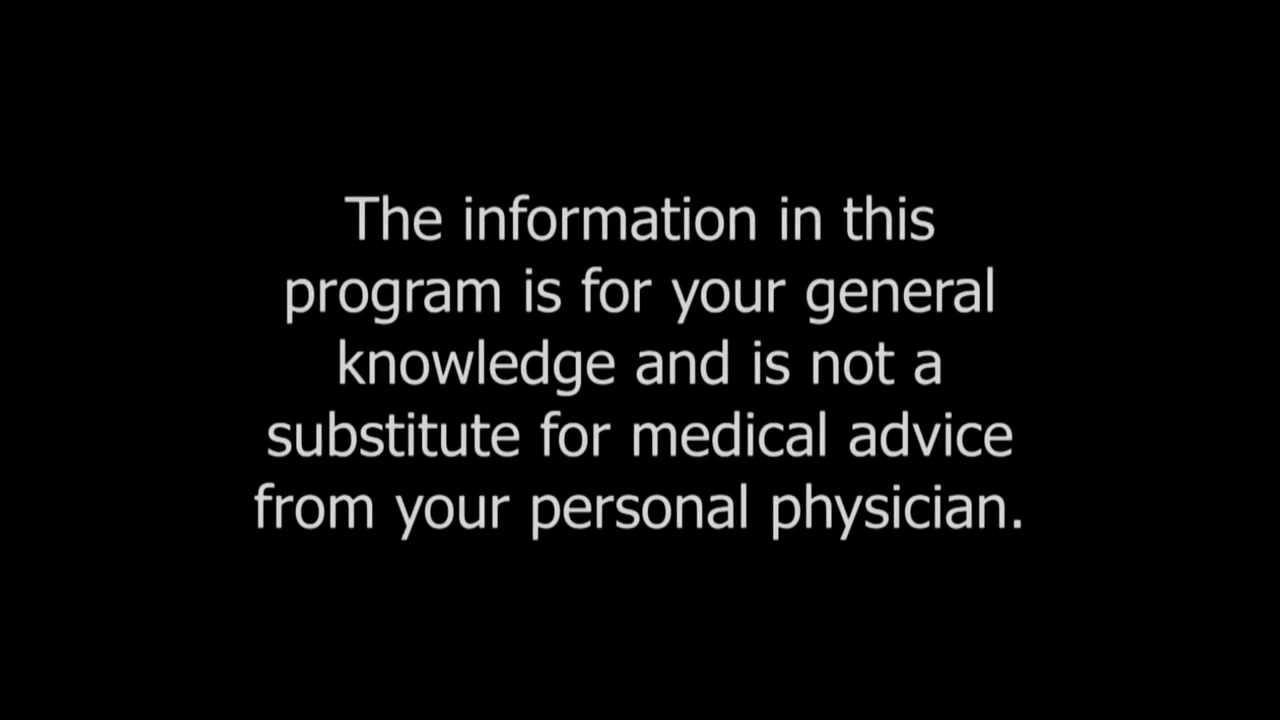 The information in this
program is for your general
knowledge and is not a
substitute for medical advice
from your personal physician.